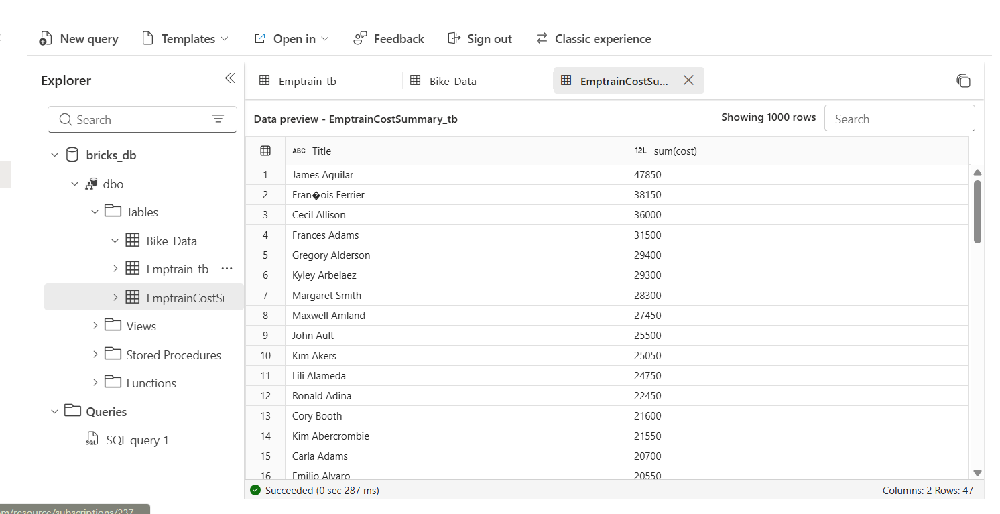 New query Templates Open in Feedback Sign out Classic experience
Explorer
Search
bricks_db
dbo
Tables
Bike_Data
Emptrain_tb ...
EmptrainCostSu
Views
Stored Procedures
Functions
Queries
SQL query 1
Emptrain_tb Bike_Data EmptrainCostSu...
Data preview - EmptrainCostSummary_tb Showing 1000 rows Search
ABC Title 12L sum(cost)
1 James Aguilar 47850
2 Fran�ois Ferrier 38150
3 Cecil Allison 36000
4 Frances Adams 31500
5 Gregory Alderson 29400
6 Kyley Arbelaez 29300
7 Margaret Smith 28300
8 Maxwell Amland 27450
9 John Ault 25500
10 Kim Akers 25050
11 Lili Alameda 24750
12 Ronald Adina 22450
13 Cory Booth 21600
14 Kim Abercrombie 21550
15 Carla Adams 20700
16 Emilio Alvaro 20550
Succeeded (0 sec 287 ms) Columns: 2 Rows: 47
om/resource/subscriptions/237...